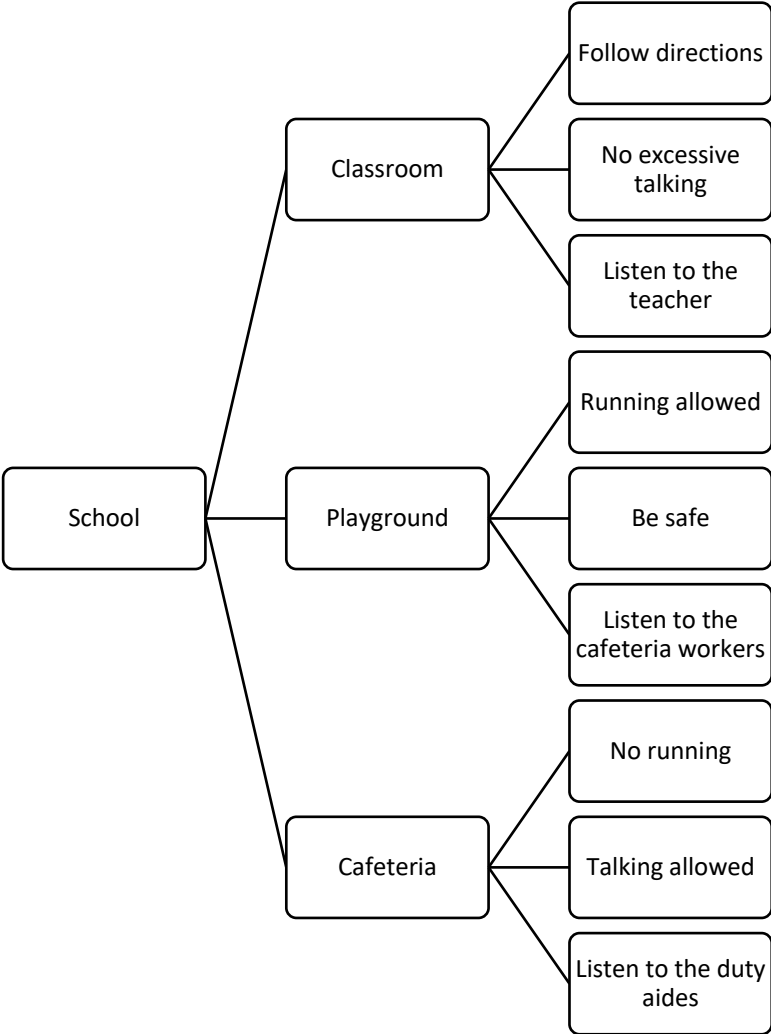 School
Classroom
Follow directions
No excessive
talking
Listen to the
teacher
Playground
Running allowed
Be safe
Listen to the
cafeteria workers
Cafeteria
No running
Talking allowed
Listen to the duty
aides